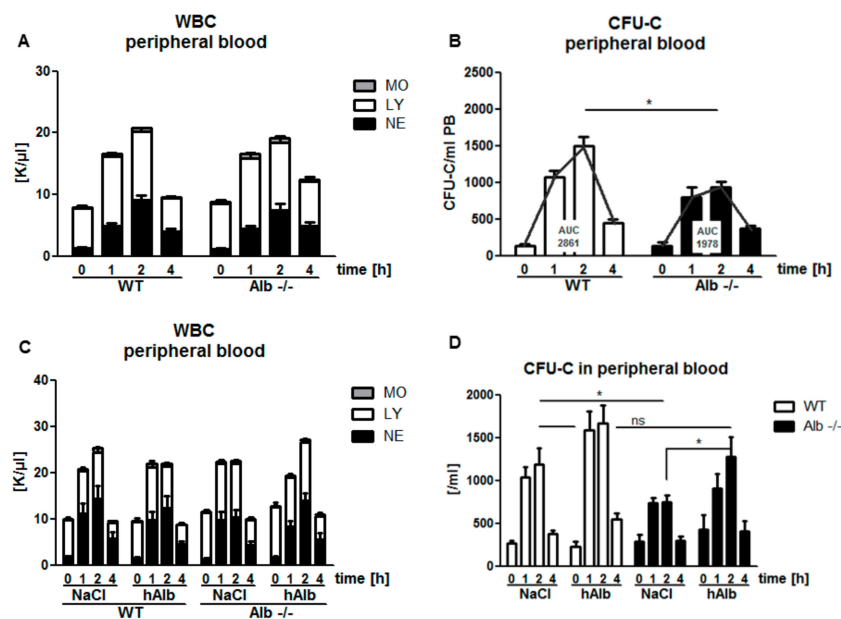 A
WBC
peripheral blood
30
20
10
0
[K/µl]
MO
LY
NE
0 1 2 4 0 1 2 4 time [h]
WT Alb -/-
B
CFU-C
peripheral blood
2500
2000
1500
1000
500
0
CFU-C/ml PB
*
AUC
2861
AUC
1978
0 1 2 4 0 1 2 4 time [h]
WT Alb -/-
C
WBC
peripheral blood
40
30
20
10
0
[K/µl]
MO
LY
NE
0 1 2 4 0 1 2 4 0 1 2 4 0 1 2 4 time [h]
NaCl hAlb NaCl hAlb
WT Alb -/-
D
CFU-C in peripheral blood
2000
1500
1000
500
0
[/ml]
*
ns
*
WT
Alb -/-
0 1 2 4 0 1 2 4 0 1 2 4 0 1 2 4 time [h]
NaCl hAlb NaCl hAlb